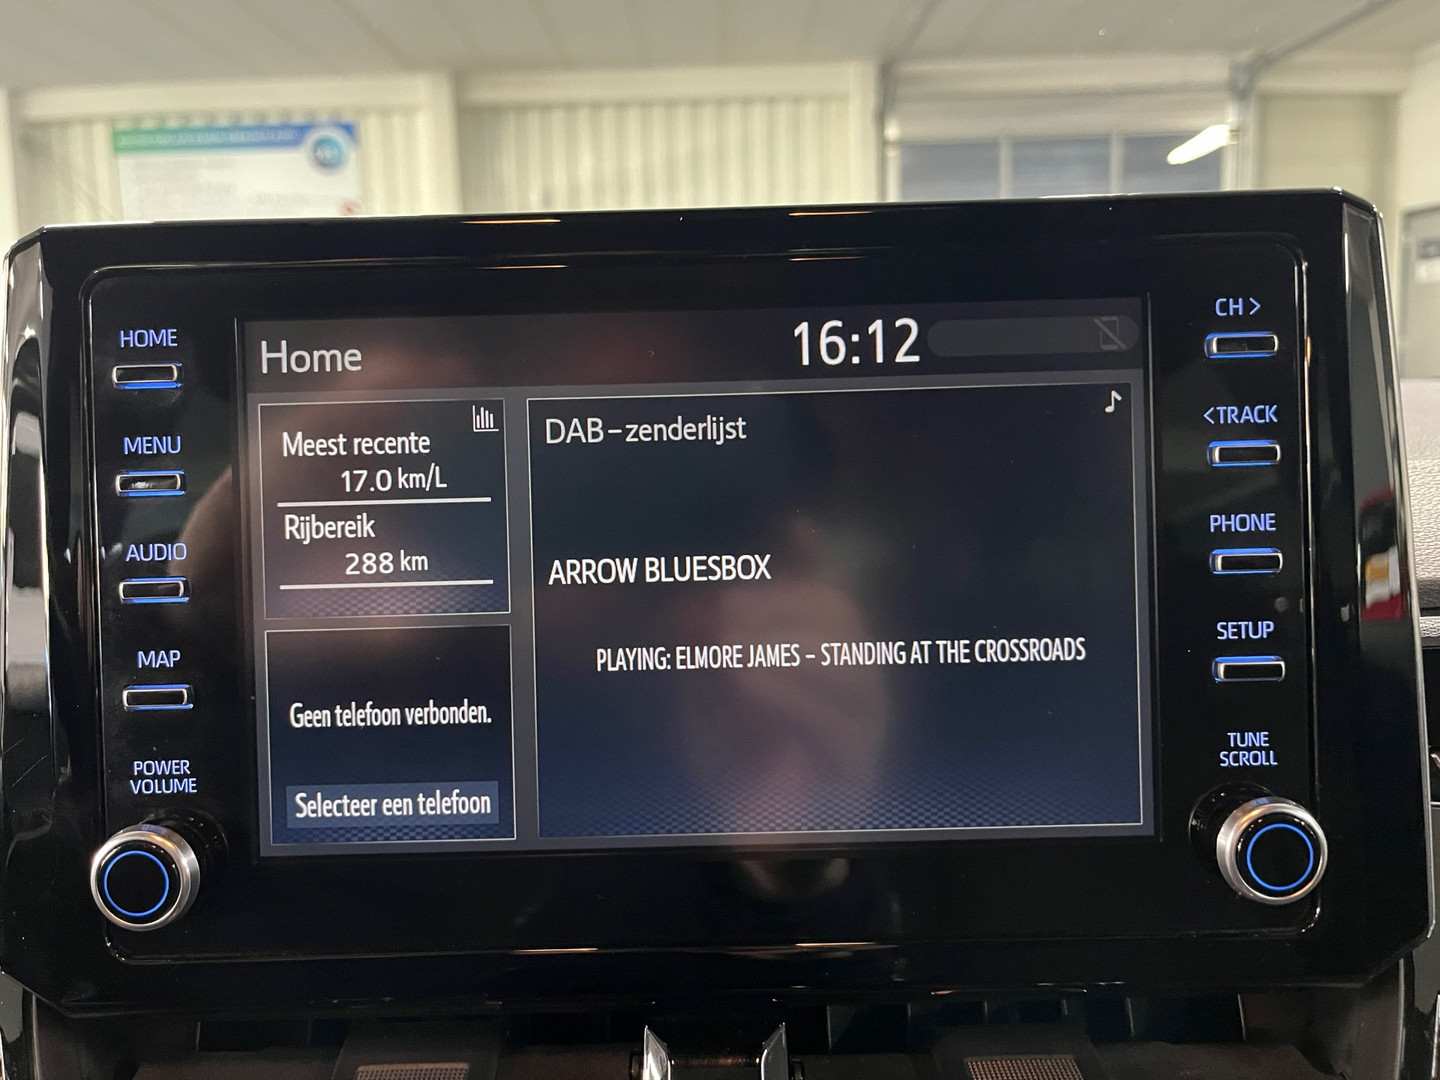 HOME
MENU
AUDIO
MAP
POWER
VOLUME
Home
16:12
Meest recente
17.0 km/L
Rijbereik
288 km
Geen telefoon verbonden.
Selecteer een telefoon
DAB-zenderlijst
ARROW BLUESBOX
PLAYING: ELMORE JAMES - STANDING AT THE CROSSROADS
CH >
< TRACK
PHONE
SETUP
TUNE
SCROLL